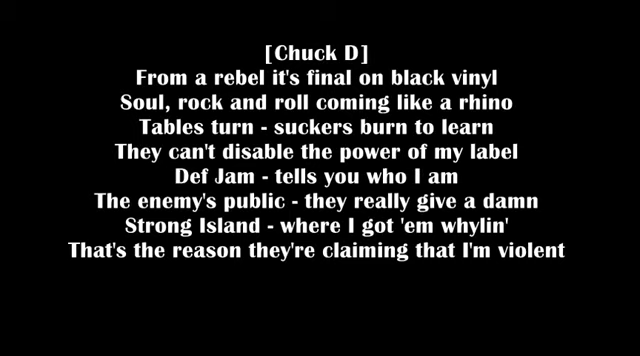 [Chuck D]
From a rebel it's final on black vinyl
Soul, rock and roll coming like a rhino
Tables turn - suckers burn to learn
They can't disable the power of my label
Def Jam - tells you who I am
The enemy's public - they really give a damn
Strong Island - where I got 'em whylin'
That's the reason they're claiming that I'm violent